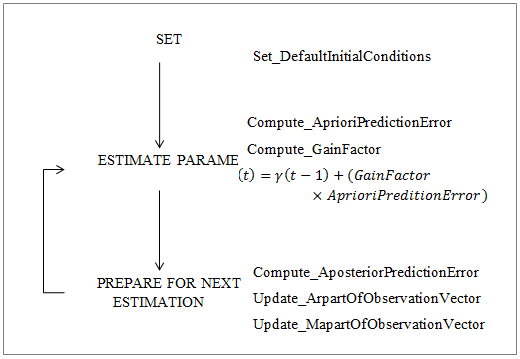 SET
Set_DefaultInitialConditions
Compute_AprioriPredictionError
Compute_GainFactor
ESTIMATE PARAME
(t) = γ(t − 1) + (GainFactor
× AprioriPreditionError)
PREPARE FOR NEXT
ESTIMATION
Compute_AposteriorPredictionError
Update_ArpartOfObservationVector
Update_MapartOfObservationVector